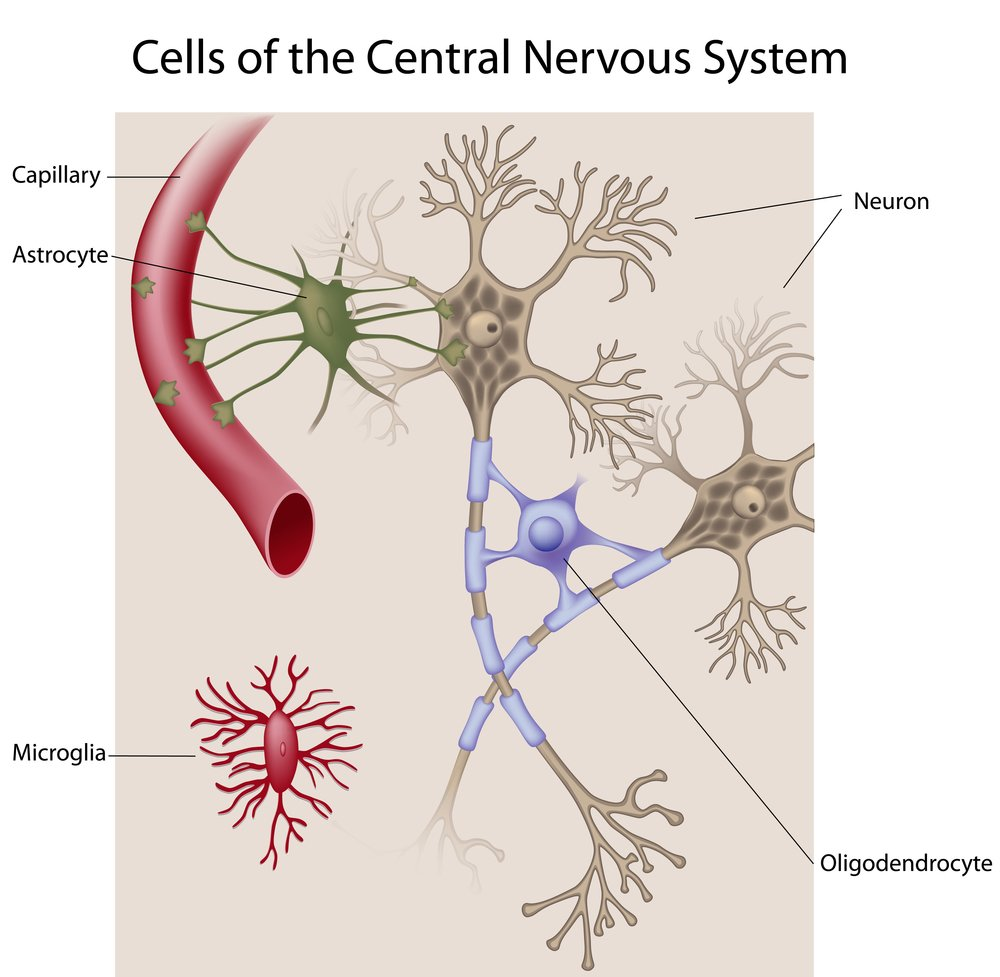 Cells of the Central Nervous System
Capillary
Neuron
Astrocyte
Microglia
Oligodendrocyte